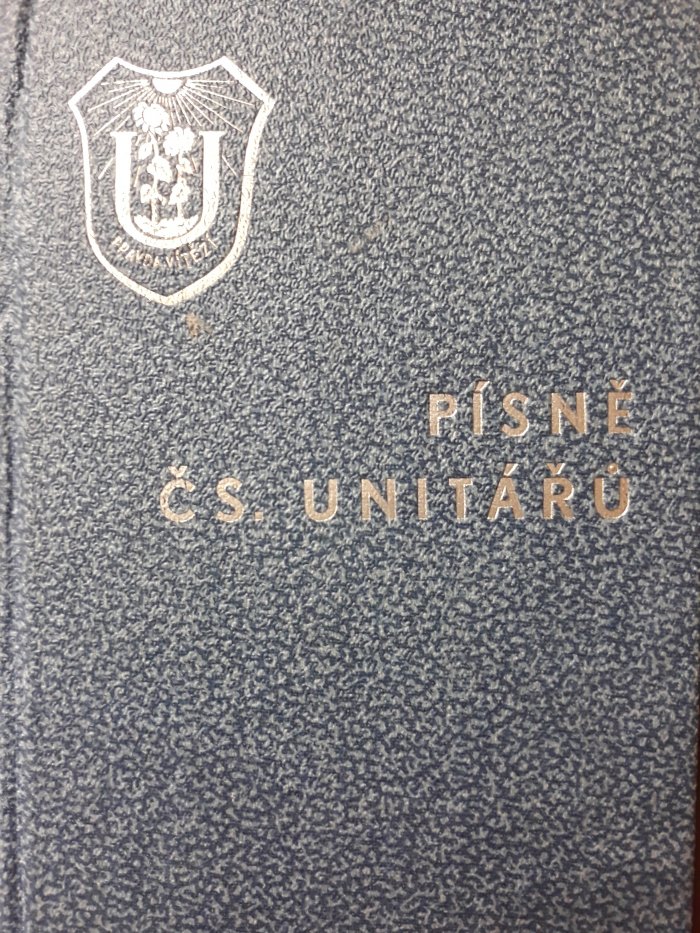 U
PRAVDA VÍTĚZÍ
PÍSNĚ
ČS. UNITÁŘŮ